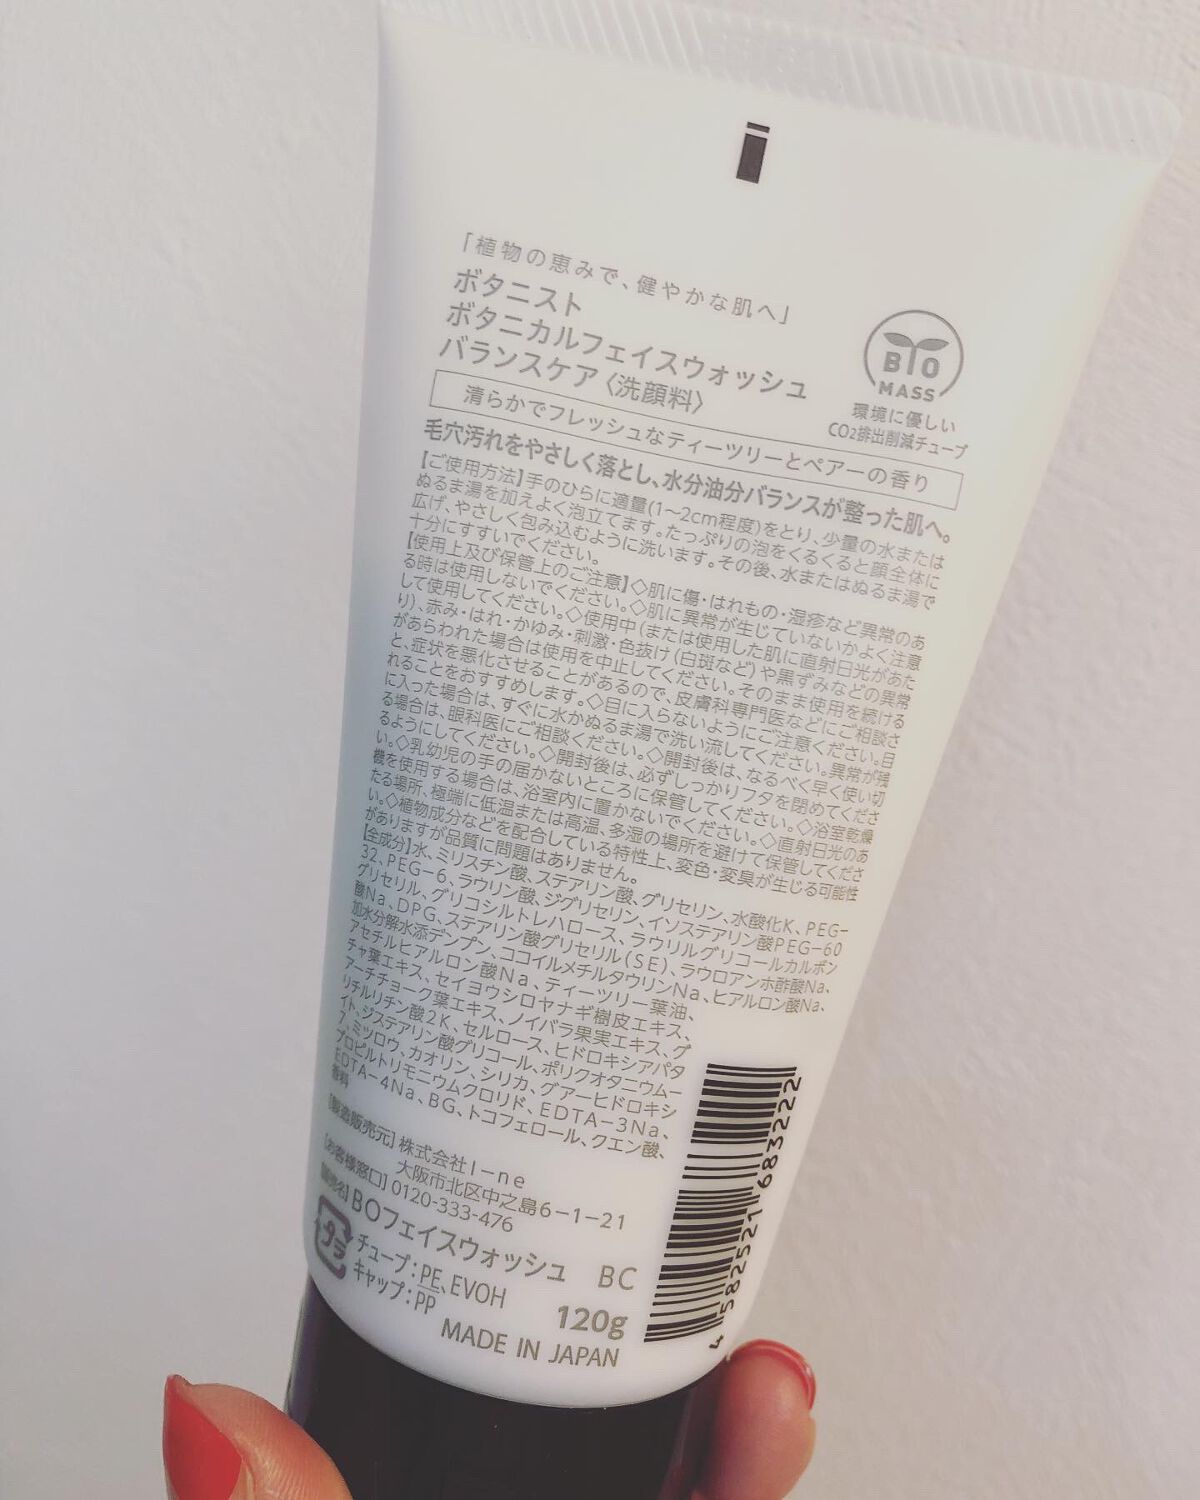 「植物の恵みで、健やかな肌へ」
ボタニスト
ボタニカルフェイスウォッシュ
バランスケア〈洗顔料〉
BIO
MASS
環境に優しい
CO2排出削減チューブ
清らかでフレッシュなティーツリーとペアーの香り
毛穴汚れをやさしく落とし、水分油分バランスが整った肌へ。
【ご使用方法】手のひらに適量(1〜2cm程度)をとり、少量の水または
ぬるま湯を加えよく泡立てます。たっぷりの泡をくるくると顔全体に
広げ、やさしく包み込むように洗います。その後、水またはぬるま湯で
十分にすすいでください。
【使用上及び保管上のご注意】◇肌に傷・はれもの・湿疹など異常のあ
る時は使用しないでください。◇肌に異常が生じていないかよく注意
して使用してください。◇使用中(または使用した肌に直射日光があた
り)、赤み・はれ・かゆみ・刺激・色抜け(白斑など)や黒ずみなどの異常
があらわれた場合は使用を中止してください。そのまま使用を続ける
と、症状を悪化させることがあるので、皮膚科専門医などにご相談さ
れることをおすすめします。◇目に入らないようにご注意ください。目
に入った場合は、すぐに水かぬるま湯で洗い流してください。異常が残
る場合は、眼科医にご相談ください。◇開封後は、なるべく早く使い切
るようにしてください。◇開封後は、必ずしっかりフタを閉めてくださ
い。◇乳幼児の手の届かないところに保管してください。◇浴室乾燥
機を使用する場合は、浴室内に置かないでください。◇直射日光のあ
たる場所、極端に低温または高温、多湿の場所を避けて保管してくださ
い。◇植物成分などを配合している特性上、変色・変臭が生じる可能性
がありますが品質に問題はありません。
【全成分】水、ミリスチン酸、ステアリン酸、グリセリン、水酸化K、PEG-
32、PEG-6、ラウリン酸、ジグリセリン、イソステアリン酸PEG-60
グリセリル、グリコシルトレハロース、ラウリルグリコールカルボン
酸Na、DPG、ステアリン酸グリセリル(SE)、ラウロアンホ酢酸Na、
加水分解水添デンプン、ココイルメチルタウリンNa、ヒアルロン酸Na、
アセチルヒアルロン酸Na、ティーツリー葉油、
チャ葉エキス、セイヨウシロヤナギ樹皮エキス、
アーチチョーク葉エキス、ノイバラ果実エキス、グ
リチルリチン酸2K、セルロース、ヒドロキシアパタ
イト、ジステアリン酸グリコール、ポリクオタニウム-
7、ミツロウ、カオリン、シリカ、グアーヒドロキシ
プロピルトリモニウムクロリド、EDTA-3Na、
EDTA-4Na、BG、トコフェロール、クエン酸、
香料
【製造販売元】株式会社I-ne
大阪市北区中之島6-1-21
【お客様窓口】0120-333-476
【販売名】BOフェイスウォッシュ BC
プラ
チューブ：PE、EVOH
キャップ：PP
120g
MADE IN JAPAN
4 582521 683222